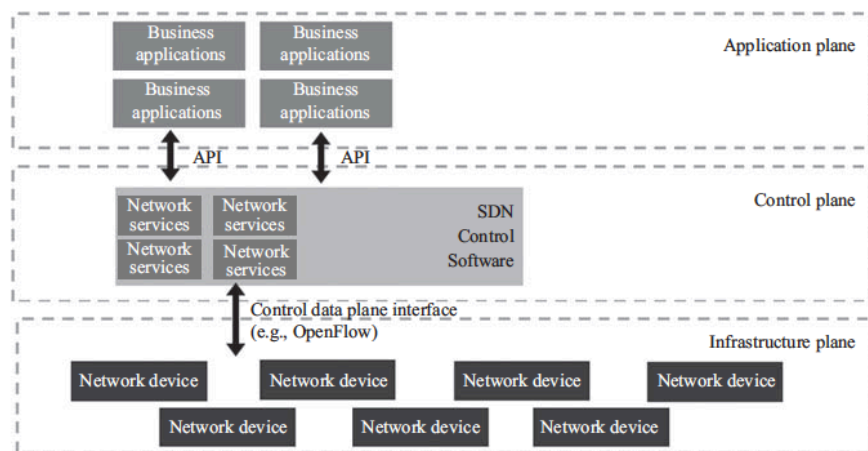 Business
applications
Business
applications
Application plane
Business
applications
Business
applications
API
API
Control plane
Network
services
Network
services
SDN
Control
Software
Network
services
Network
services
Control data plane interface
(e.g., OpenFlow)
Infrastructure plane
Network device
Network device
Network device
Network device
Network device
Network device
Network device